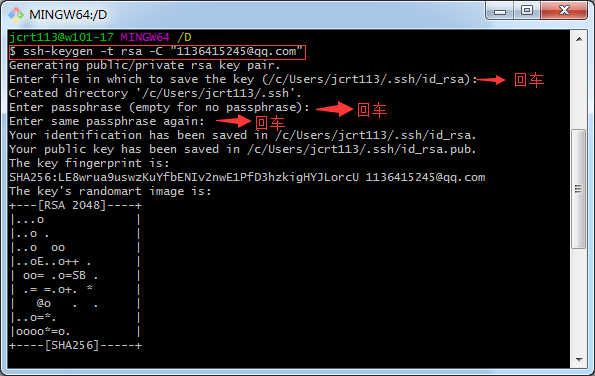 MINGW64:/D
jcrt113@w101-17 MINGW64 /D
$ ssh-keygen -t rsa -C "1136415245@qq.com"
Generating public/private rsa key pair.
Enter file in which to save the key (/c/Users/jcrt113/.ssh/id_rsa): 回车
Created directory '/c/Users/jcrt113/.ssh'.
Enter passphrase (empty for no passphrase): 回车
Enter same passphrase again: 回车
Your identification has been saved in /c/Users/jcrt113/.ssh/id_rsa.
Your public key has been saved in /c/Users/jcrt113/.ssh/id_rsa.pub.
The key fingerprint is:
SHA256:LE8wrua9uswzKuYfbENIv2nwE1PfD3hzkigHYJLorcU 1136415245@qq.com
The key's randomart image is:
+---[RSA 2048]----+
|...o             |
|..o .            |
|..o  oo          |
|..oE..o++ .      |
| oo= .o=SB .     |
| .= =.o+. *      |
|   @o   .  .     |
|..o=*.           |
|oooo*=o.         |
+----[SHA256]-----+